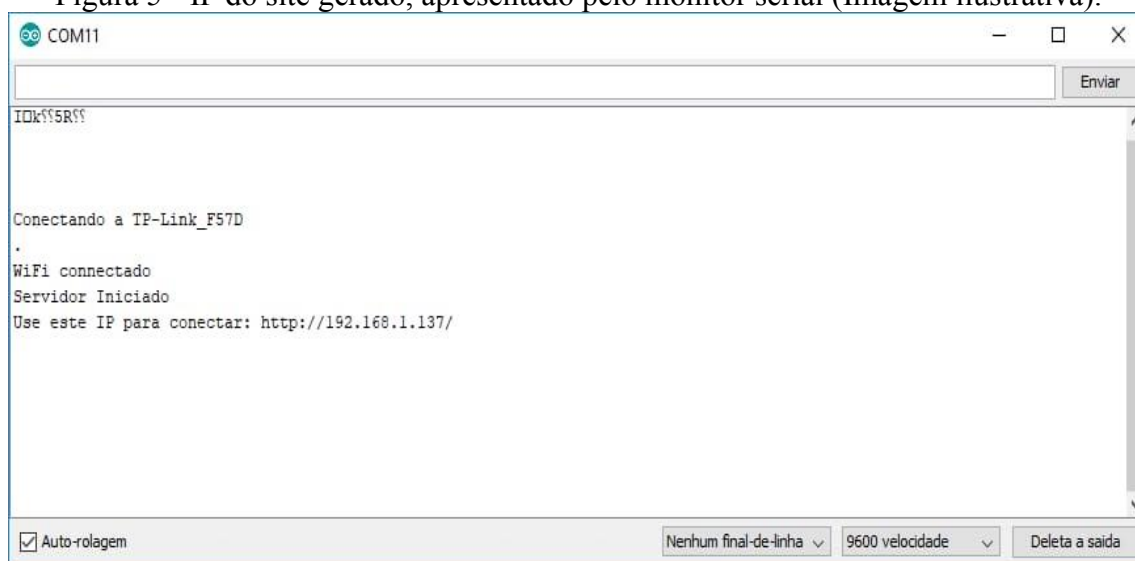 Figura 5 - IP do site gerado, apresentado pelo monitor serial (Imagem ilustrativa).
COM11
Enviar
Conectando a TP-Link_F57D
.
WiFi connectado
Servidor Iniciado
Use este IP para conectar: http://192.168.1.137/
Auto-rolagem
Nenhum final-de-linha
9600 velocidade
Deleta a saida